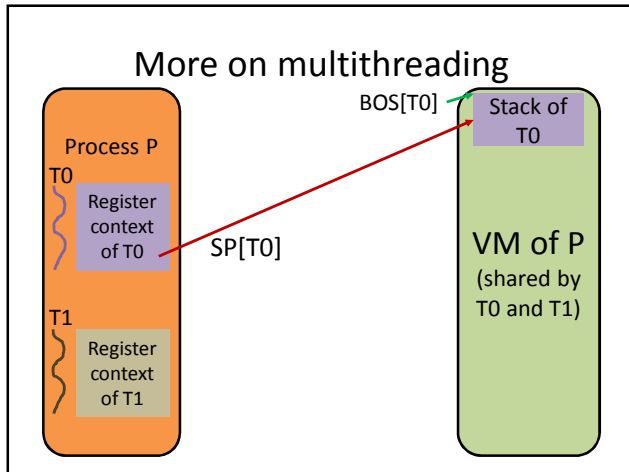 More on multithreading
Process P
T0
Register
context
of T0
T1
Register
context
of T1
SP[T0]
BOS[T0]
Stack of
T0
VM of P
(shared by
T0 and T1)